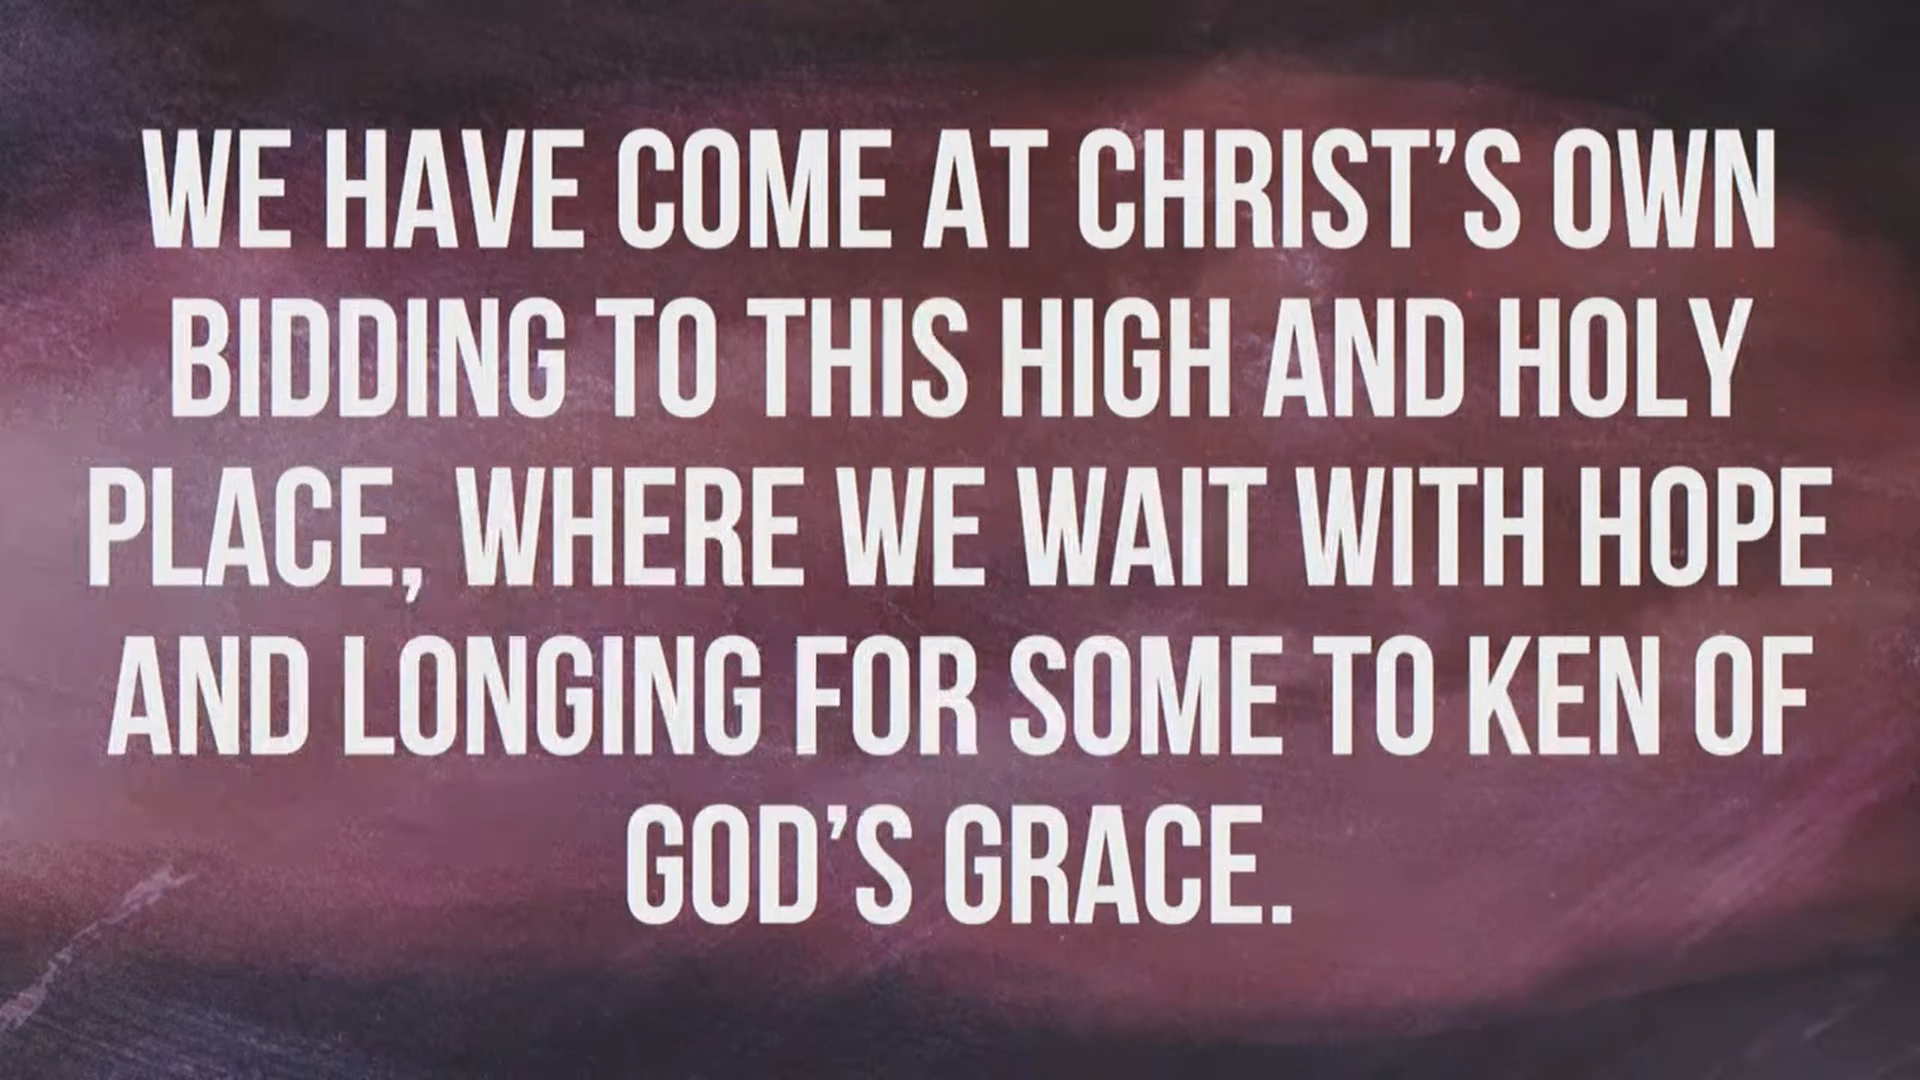 WE HAVE COME AT CHRIST’S OWN
BIDDING TO THIS HIGH AND HOLY
PLACE, WHERE WE WAIT WITH HOPE
AND LONGING FOR SOME TO KEN OF
GOD’S GRACE.